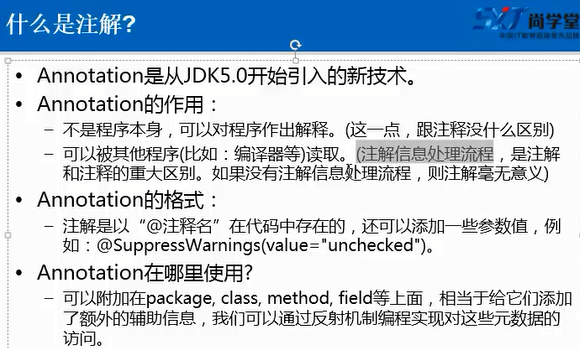 什么是注解?
SXT尚学堂
Annotation是从JDK5.0开始引入的新技术。
Annotation的作用：
不是程序本身，可以对程序作出解释。(这一点，跟注释没什么区别)
可以被其他程序(比如：编译器等)读取。(注解信息处理流程，是注解
和注释的重大区别。如果没有注解信息处理流程，则注解毫无意义)
Annotation的格式：
注解是以“@注释名”在代码中存在的，还可以添加一些参数值，例
如：@SuppressWarnings(value="unchecked")。
Annotation在哪里使用?
可以附加在package, class, method, field等上面，相当于给它们添加
了额外的辅助信息，我们可以通过反射机制编程实现对这些元数据的
访问。